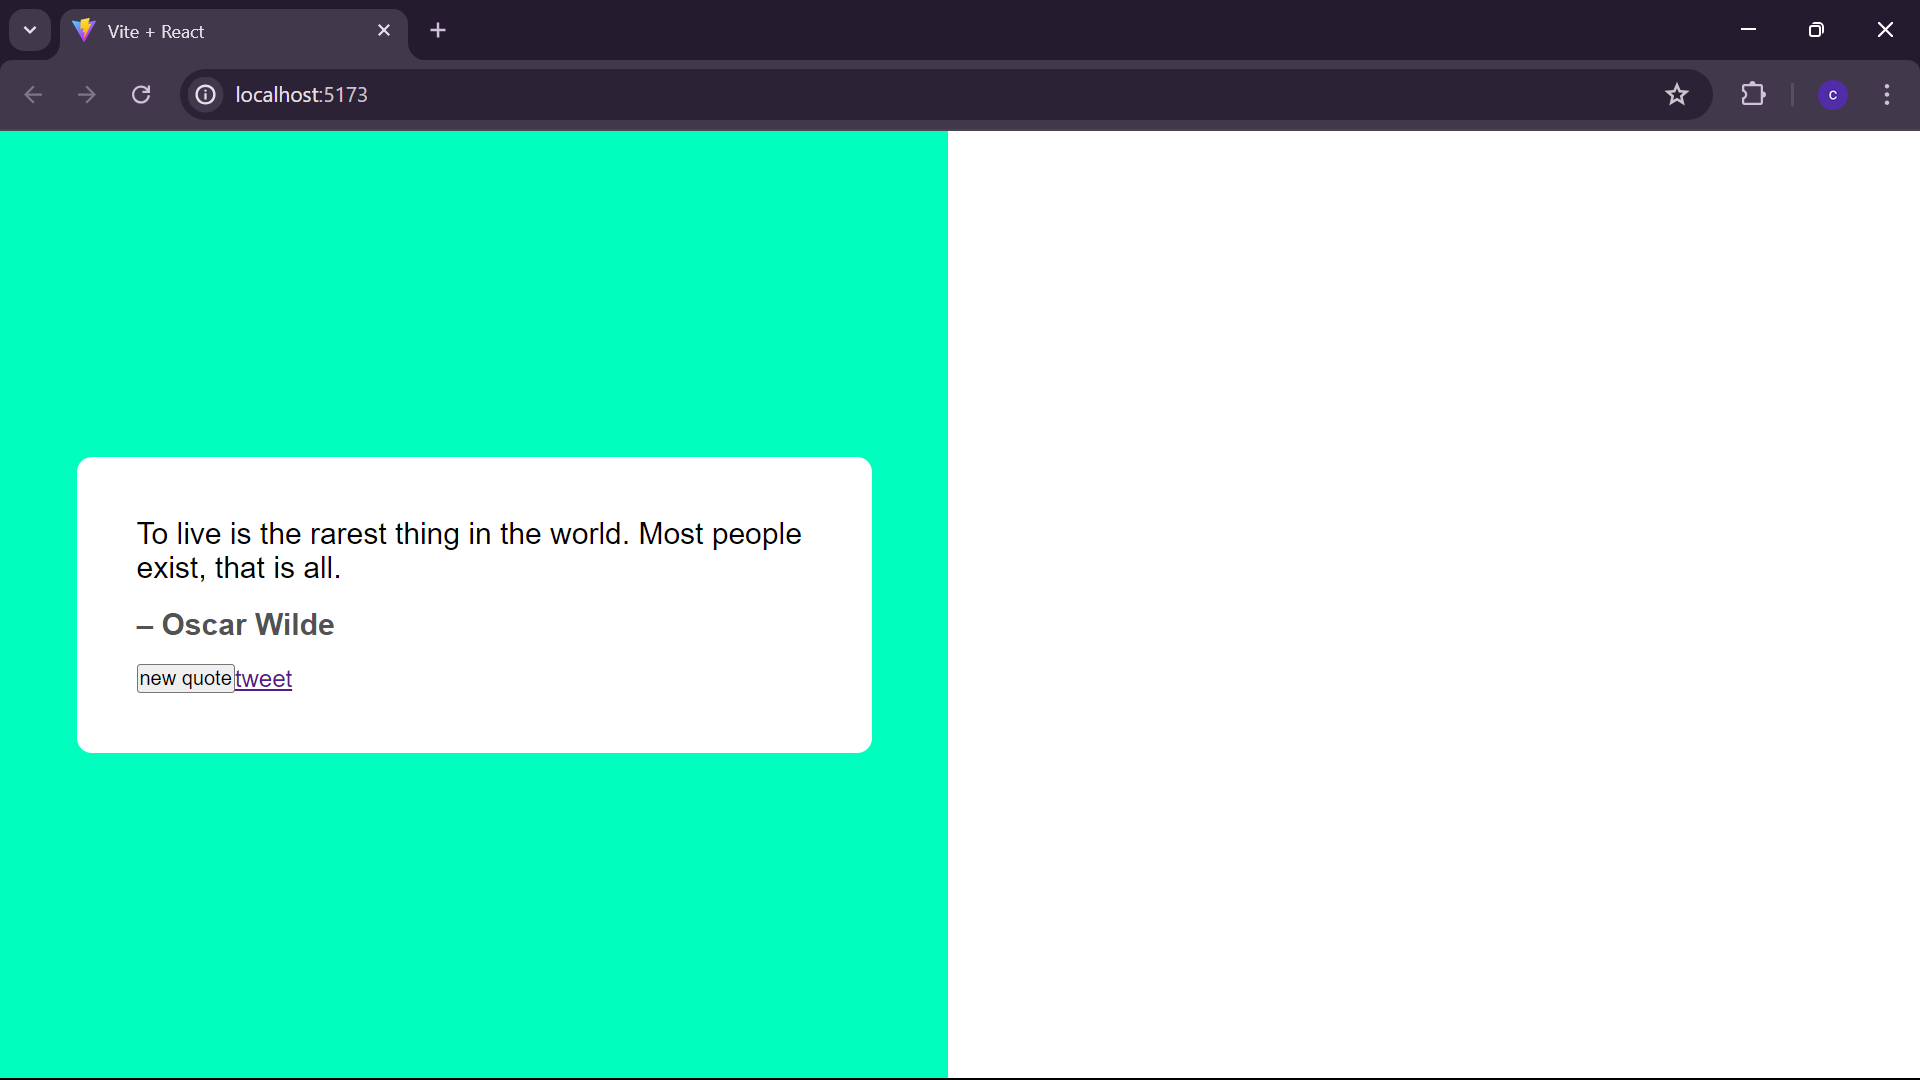 Vite + React
localhost:5173
c
To live is the rarest thing in the world. Most people
exist, that is all.
– Oscar Wilde
new quote tweet